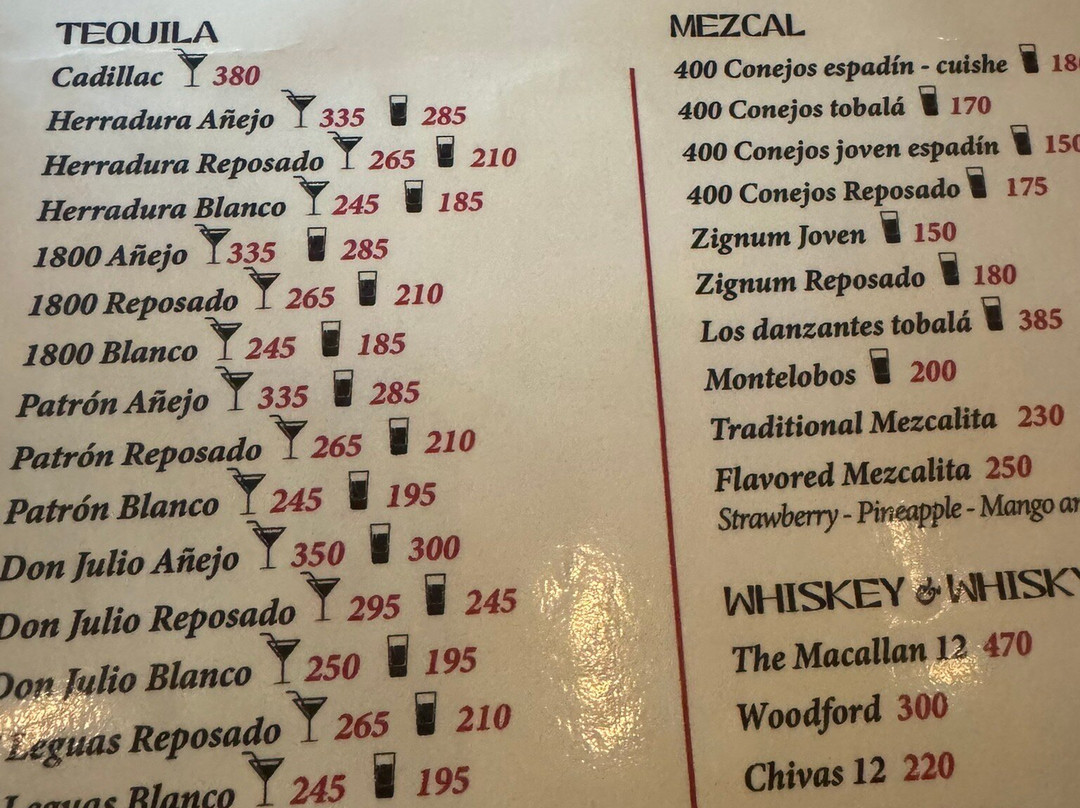 TEQUILA
Cadillac 380
Herradura Añejo 335 285
Herradura Reposado 265 210
Herradura Blanco 245 185
1800 Añejo 335 285
1800 Reposado 265 210
1800 Blanco 245 185
Patrón Añejo 335 285
Patrón Reposado 265 210
Patrón Blanco 245 195
Don Julio Añejo 350 300
Don Julio Reposado 295 245
Don Julio Blanco 250 195
Leguas Reposado 265 210
Leguas Blanco 245 195
MEZCAL
400 Conejos espadín - cuishe
400 Conejos tobalá 170
400 Conejos joven espadín 150
400 Conejos Reposado 175
Zignum Joven 150
Zignum Reposado 180
Los danzantes tobalá 385
Montelobos 200
Traditional Mezcalita 230
Flavored Mezcalita 250
Strawberry - Pineapple - Mango
WHISKEY & WHISKY
The Macallan 12 470
Woodford 300
Chivas 12 220